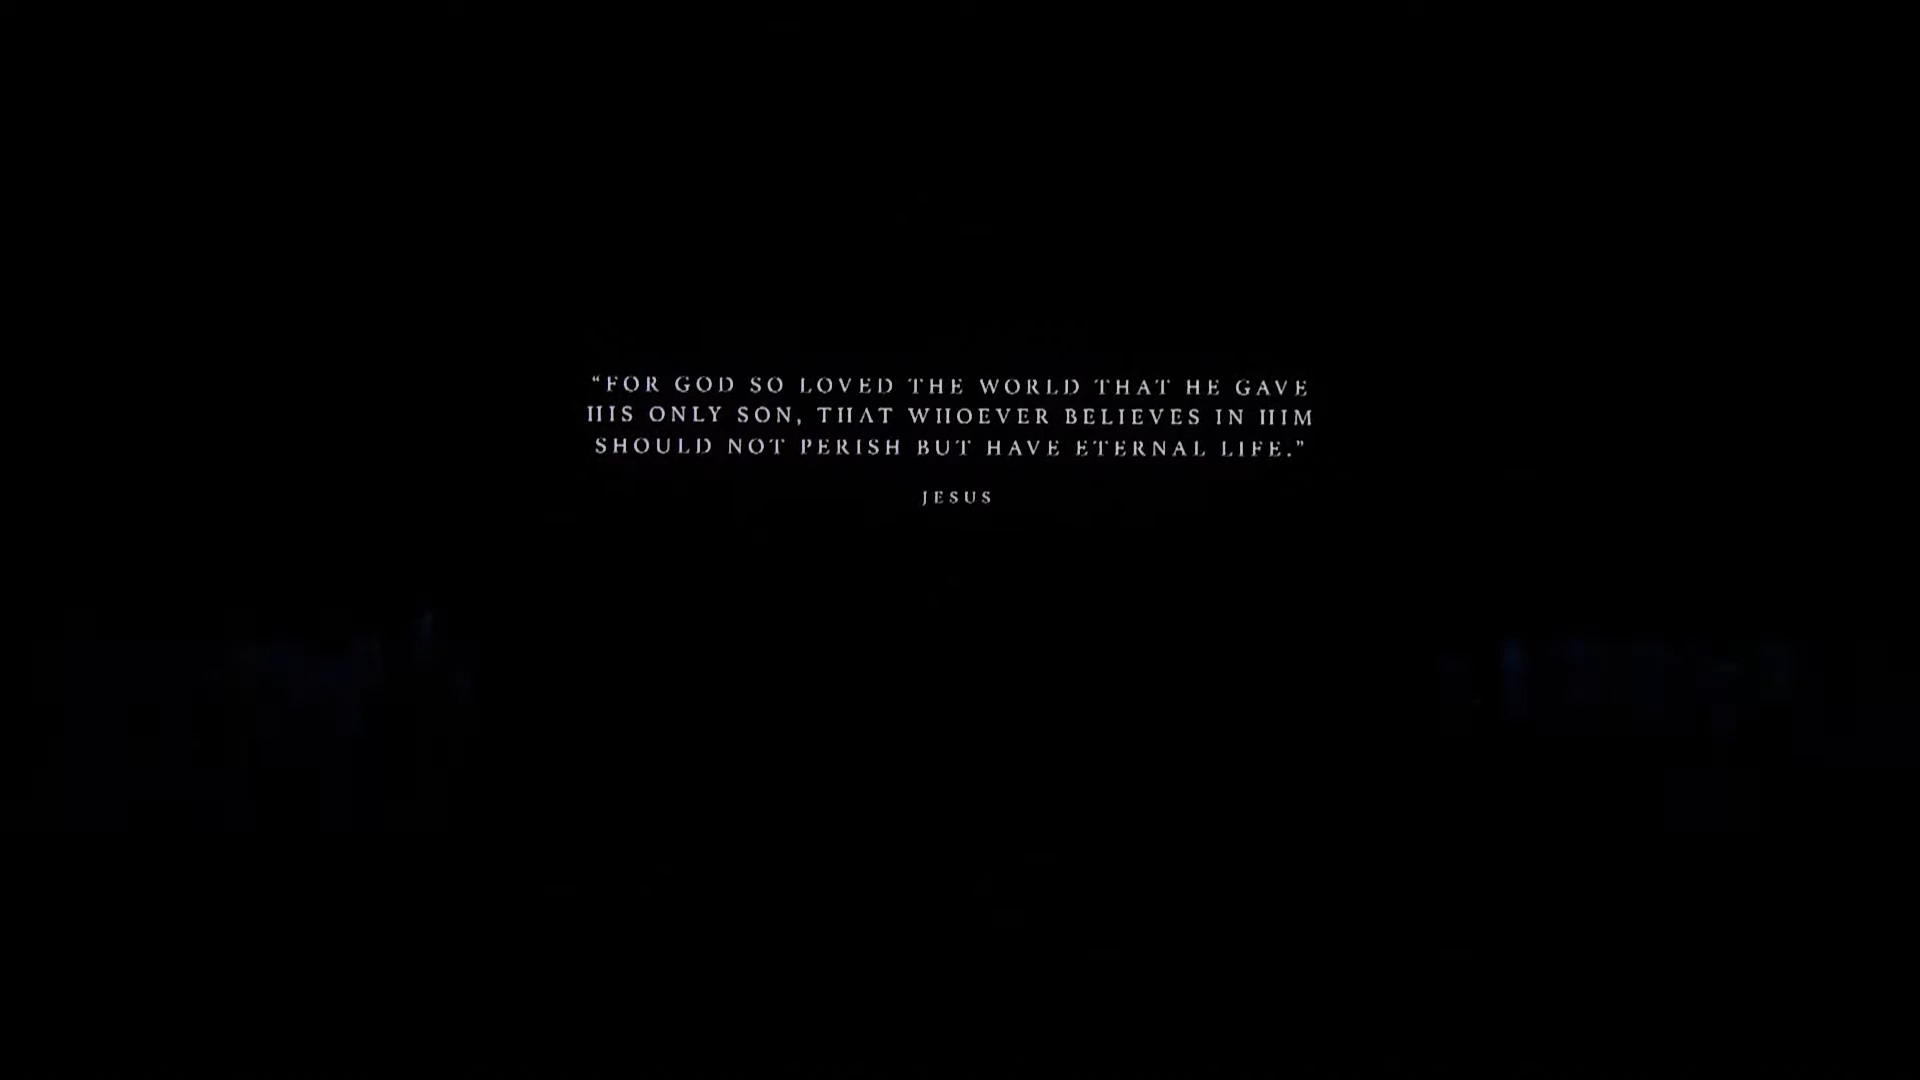 “FOR GOD SO LOVED THE WORLD THAT HE GAVE
HIS ONLY SON, THAT WHOEVER BELIEVES IN HIM
SHOULD NOT PERISH BUT HAVE ETERNAL LIFE.”
JESUS